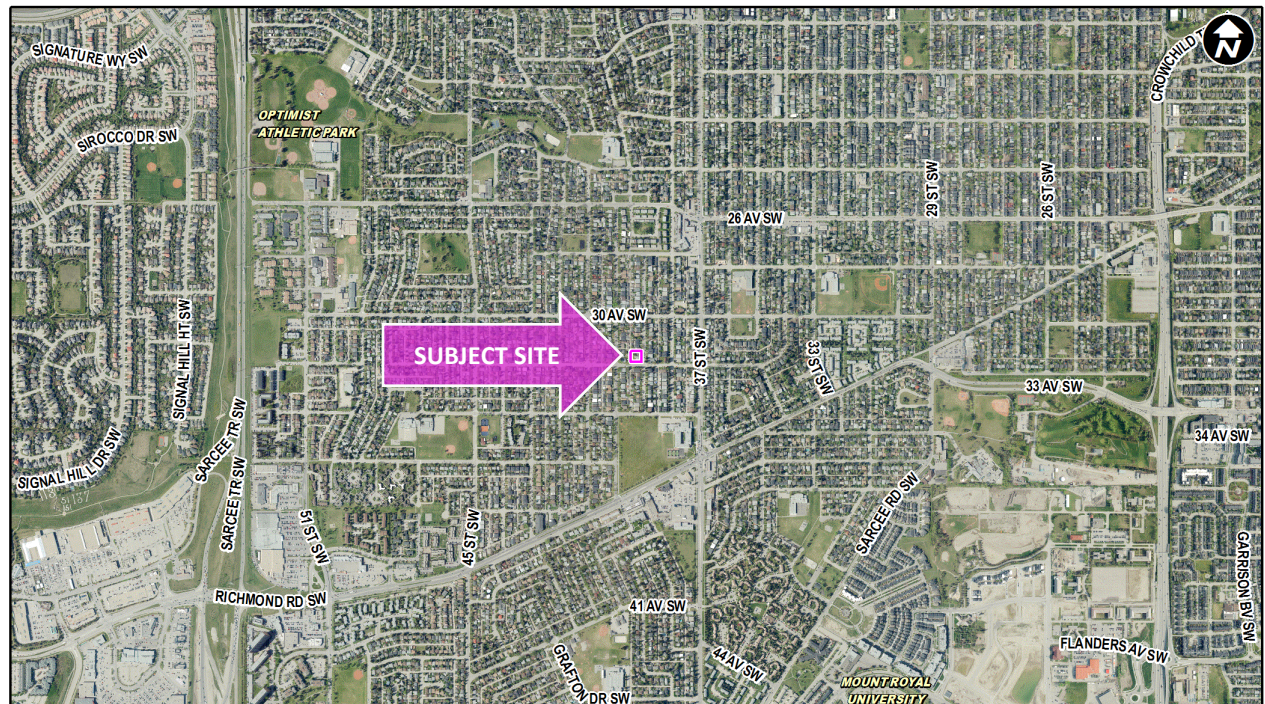 N
CROWCHILD T
SIGNATURE WY SW
OPTIMIST
ATHLETIC PARK
SIROCCO DR SW
29 ST SW
26 ST SW
26 AV SW
SIGNAL HILL HT SW
30 AV SW
SUBJECT SITE
37 ST SW
33 ST SW
33 AV SW
SARCEE TR SW
34 AV SW
SIGNAL HILL DR SW
SARCEE TR SW
SARCEE RD SW
51 ST SW
45 ST SW
GARRISON BV SW
RICHMOND RD SW
41 AV SW
FLANDERS AV SW
44 AV SW
GRAFTON
DR SW
MOUNT ROYAL
UNIVERSITY